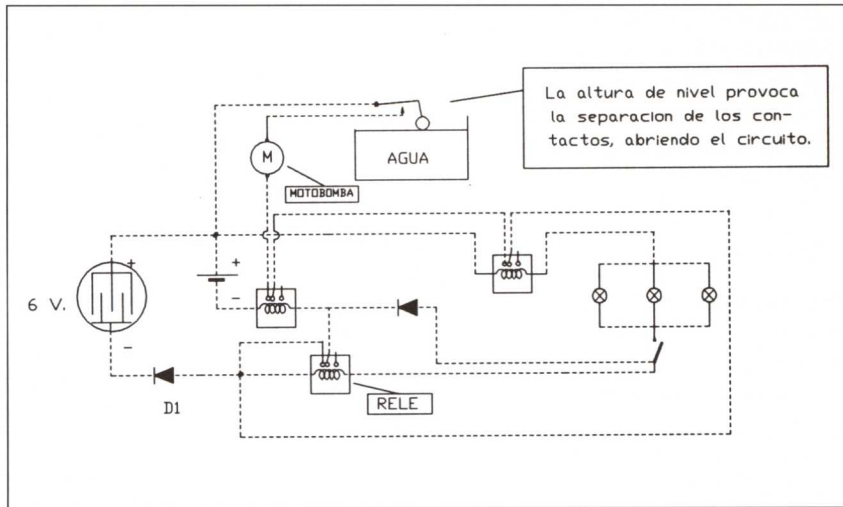 La altura de nivel provoca
la separacion de los con-
tactos, abriendo el circuito.
AGUA
M
MOTOBOMBA
+
+
6 V.
-
-
D1
RELE